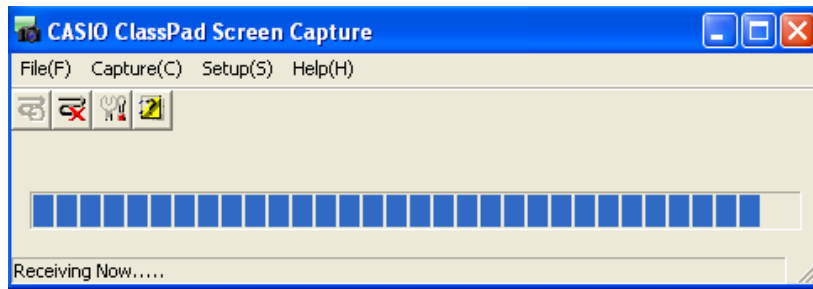 CASIO ClassPad Screen Capture
File(F) Capture(C) Setup(S) Help(H)
Receiving Now.....